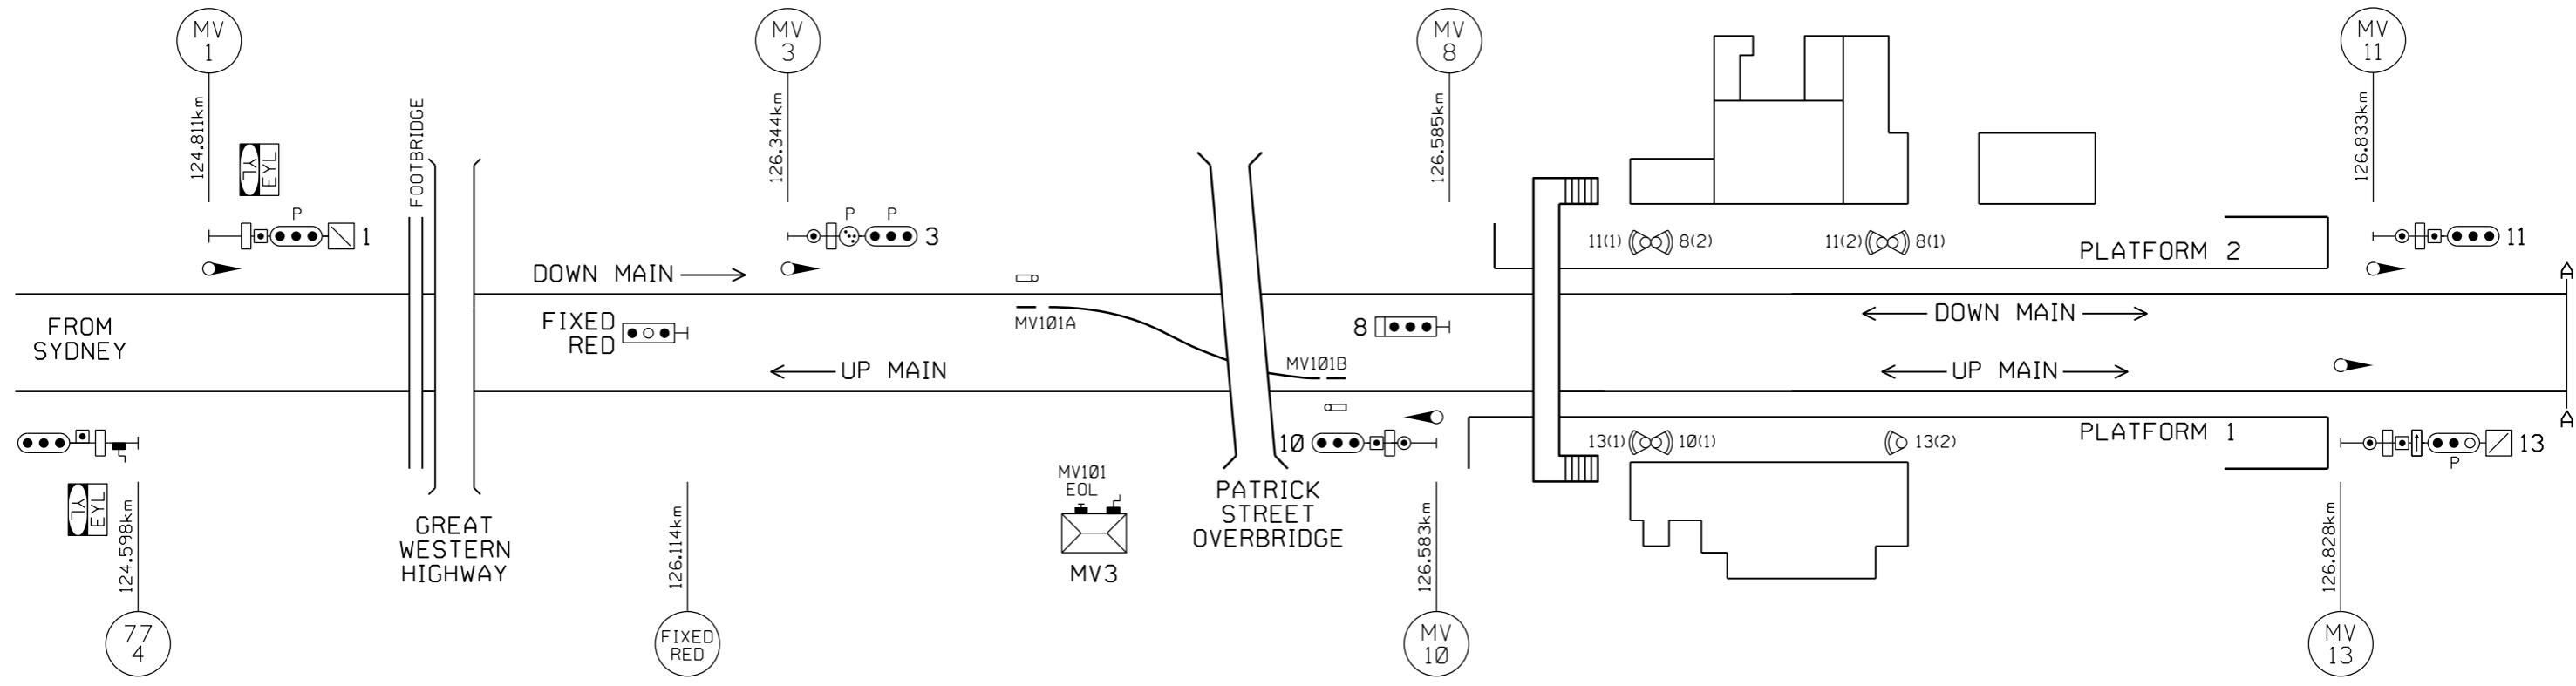 MV
1
MV
3
MV
8
MV
11
124.811km
126.344km
126.585km
126.833km
YL
EYL
FOOTBRIDGE
P
1
P P
3
11(1) 8(2)
11(2) 8(1)
PLATFORM 2
11
DOWN MAIN
FROM
SYDNEY
FIXED
RED
MV101A
8
DOWN MAIN
UP MAIN
MV101B
UP MAIN
A
A
10
13(1) 10(1)
13(2)
PLATFORM 1
P
13
YL
EYL
GREAT
WESTERN
HIGHWAY
MV101
EOL
MV3
PATRICK
STREET
OVERBRIDGE
124.598km
126.114km
126.583km
126.828km
77
4
FIXED
RED
MV
10
MV
13